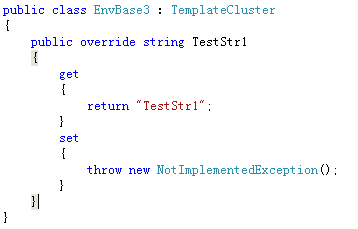 public class EnvBase3 : TemplateCluster
{
    public override string TestStr1
    {
        get
        {
            return "TestStr1";
        }
        set
        {
            throw new NotImplementedException();
        }
    }
}